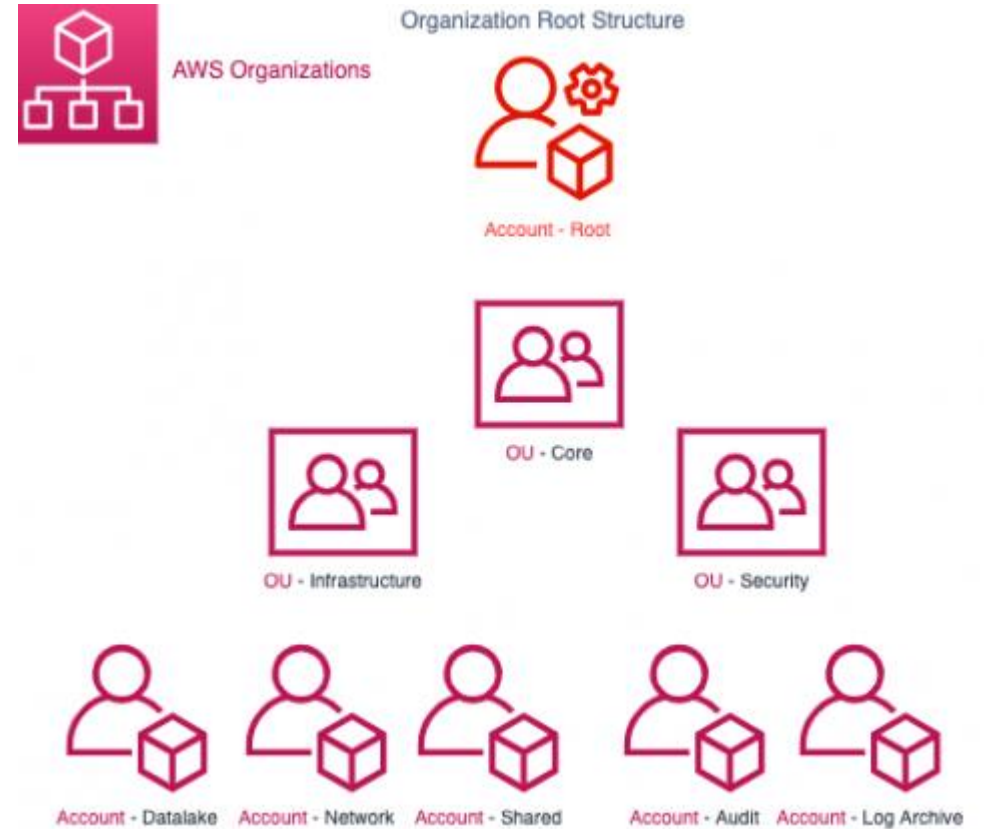 Organization Root Structure
AWS Organizations
Account - Root
OU - Core
OU - Infrastructure
OU - Security
Account - Datalake
Account - Network
Account - Shared
Account - Audit
Account - Log Archive